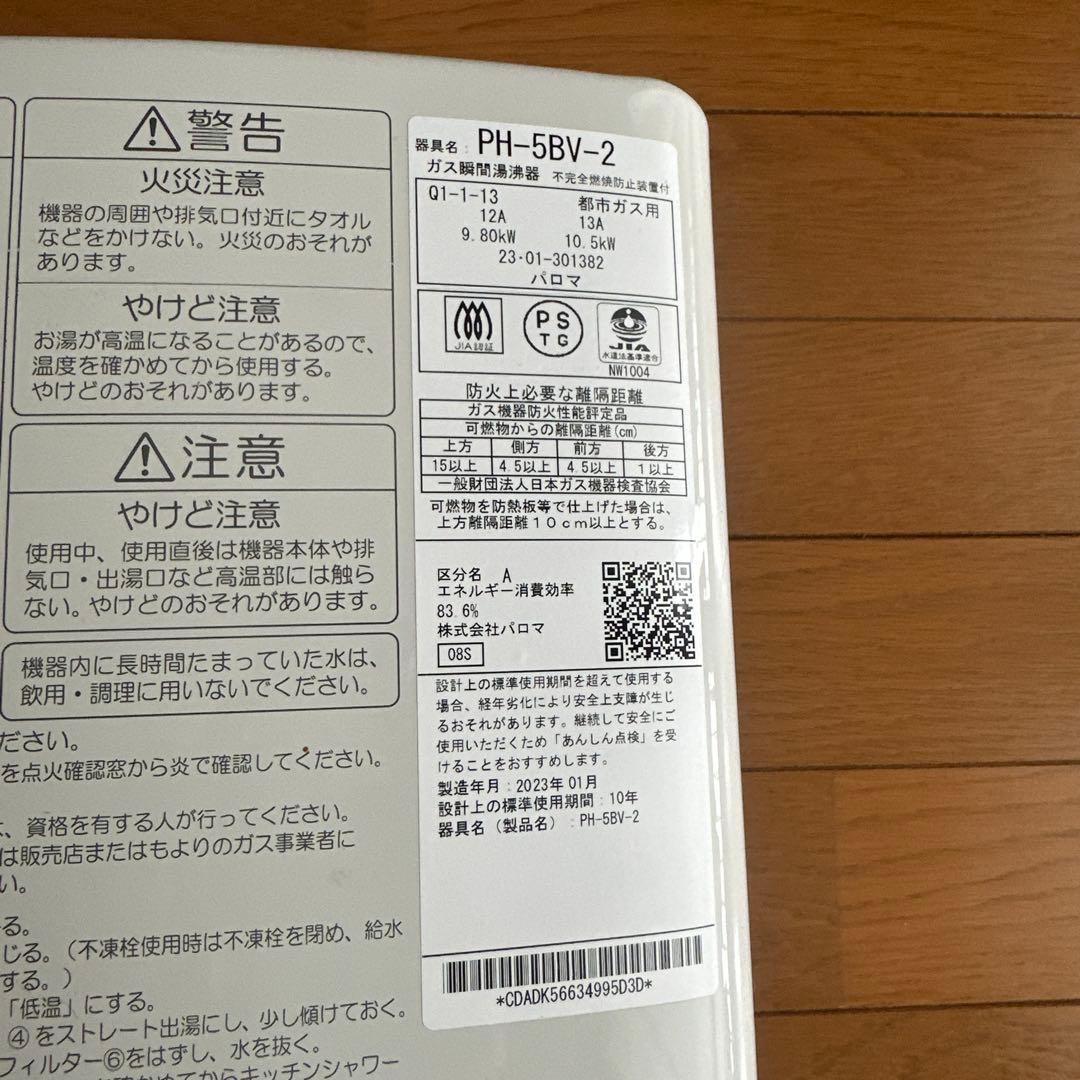 警告
火災注意
機器の周囲や排気口付近にタオル
などをかけない。火災のおそれが
あります。
やけど注意
お湯が高温になることがあるので、
温度を確かめてから使用する。
やけどのおそれがあります。
注意
やけど注意
使用中、使用直後は機器本体や排
気口・出湯口など高温部には触ら
ない。やけどのおそれがあります。
機器内に長時間たまっていた水は、
飲用・調理に用いないでください。
ださい。
を点火確認窓から炎で確認してください。
、資格を有する人が行ってください。
は販売店またはもよりのガス事業者に
い。
る。
じる。(不凍栓使用時は不凍栓を閉め、給水
する。)
「低温」にする。
④をストレート出湯にし、少し傾けておく。
フィルター⑥をはずし、水を抜く。
かめてからキッチンシャワー
器具名: PH-5BV-2
ガス瞬間湯沸器 不完全燃焼防止装置付
Q1-1-13 都市ガス用
12A 13A
9.80kW 10.5kW
23・01-301382
パロマ
JIA認証
PS
TG
JIA
水道法基準適合
NW1004
防火上必要な離隔距離
ガス機器防火性能評定品
可燃物からの離隔距離(cm)
上方 側方 前方 後方
15以上 4.5以上 4.5以上 1以上
一般財団法人日本ガス機器検査協会
可燃物を防熱板等で仕上げた場合は、
上方離隔距離10cm以上とする。
区分名 A
エネルギー消費効率
83.6%
株式会社パロマ
08S
設計上の標準使用期間を超えて使用する
場合、経年劣化により安全上支障が生じ
るおそれがあります。継続して安全にご
使用いただくため「あんしん点検」を受
けることをおすすめします。
製造年月:2023年01月
設計上の標準使用期間:10年
器具名(製品名):PH-5BV-2
*CDADK56634995D3D*